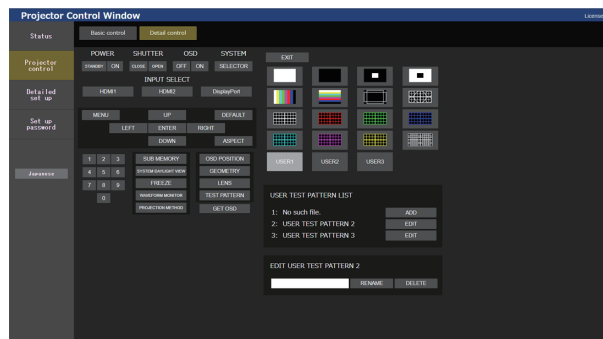 Projector Control Window
License
Status
Projector
control
Detailed
set up
Set up
password
Japanese
Basic control
Detail control
POWER
SHUTTER
OSD
SYSTEM
STANDBY
ON
CLOSE
OPEN
OFF
ON
SELECTOR
INPUT SELECT
HDMI1
HDMI2
DisplayPort
MENU
UP
DEFAULT
LEFT
ENTER
RIGHT
DOWN
ASPECT
1 2 3
4 5 6
7 8 9
0
SUB MEMORY
OSD POSITION
SYSTEM DAYLIGHT VIEW
GEOMETRY
FREEZE
LENS
WAVEFORM MONITOR
TEST PATTERN
PROJECTION METHOD
GET OSD
EXIT
USER1
USER2
USER3
USER TEST PATTERN LIST
1: No such file.
ADD
2: USER TEST PATTERN 2
EDIT
3: USER TEST PATTERN 3
EDIT
EDIT USER TEST PATTERN 2
RENAME
DELETE